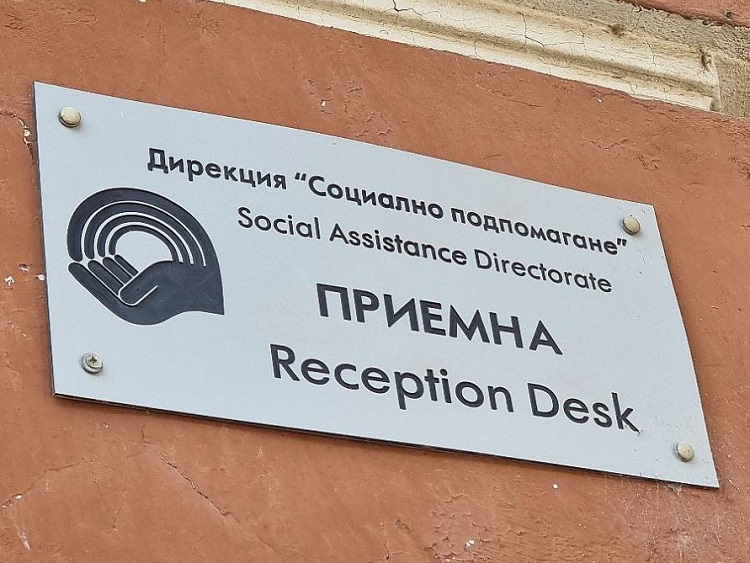 Дирекция “Социално подпомагане”
Social Assistance Directorate
ПРИЕМНА
Reception Desk